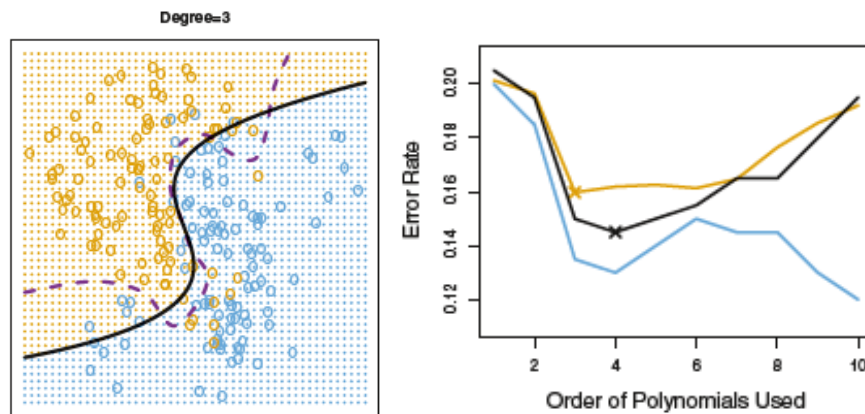 Degree=3
Error Rate
0.20
0.18
0.16
0.14
0.12
2 4 6 8 10
Order of Polynomials Used